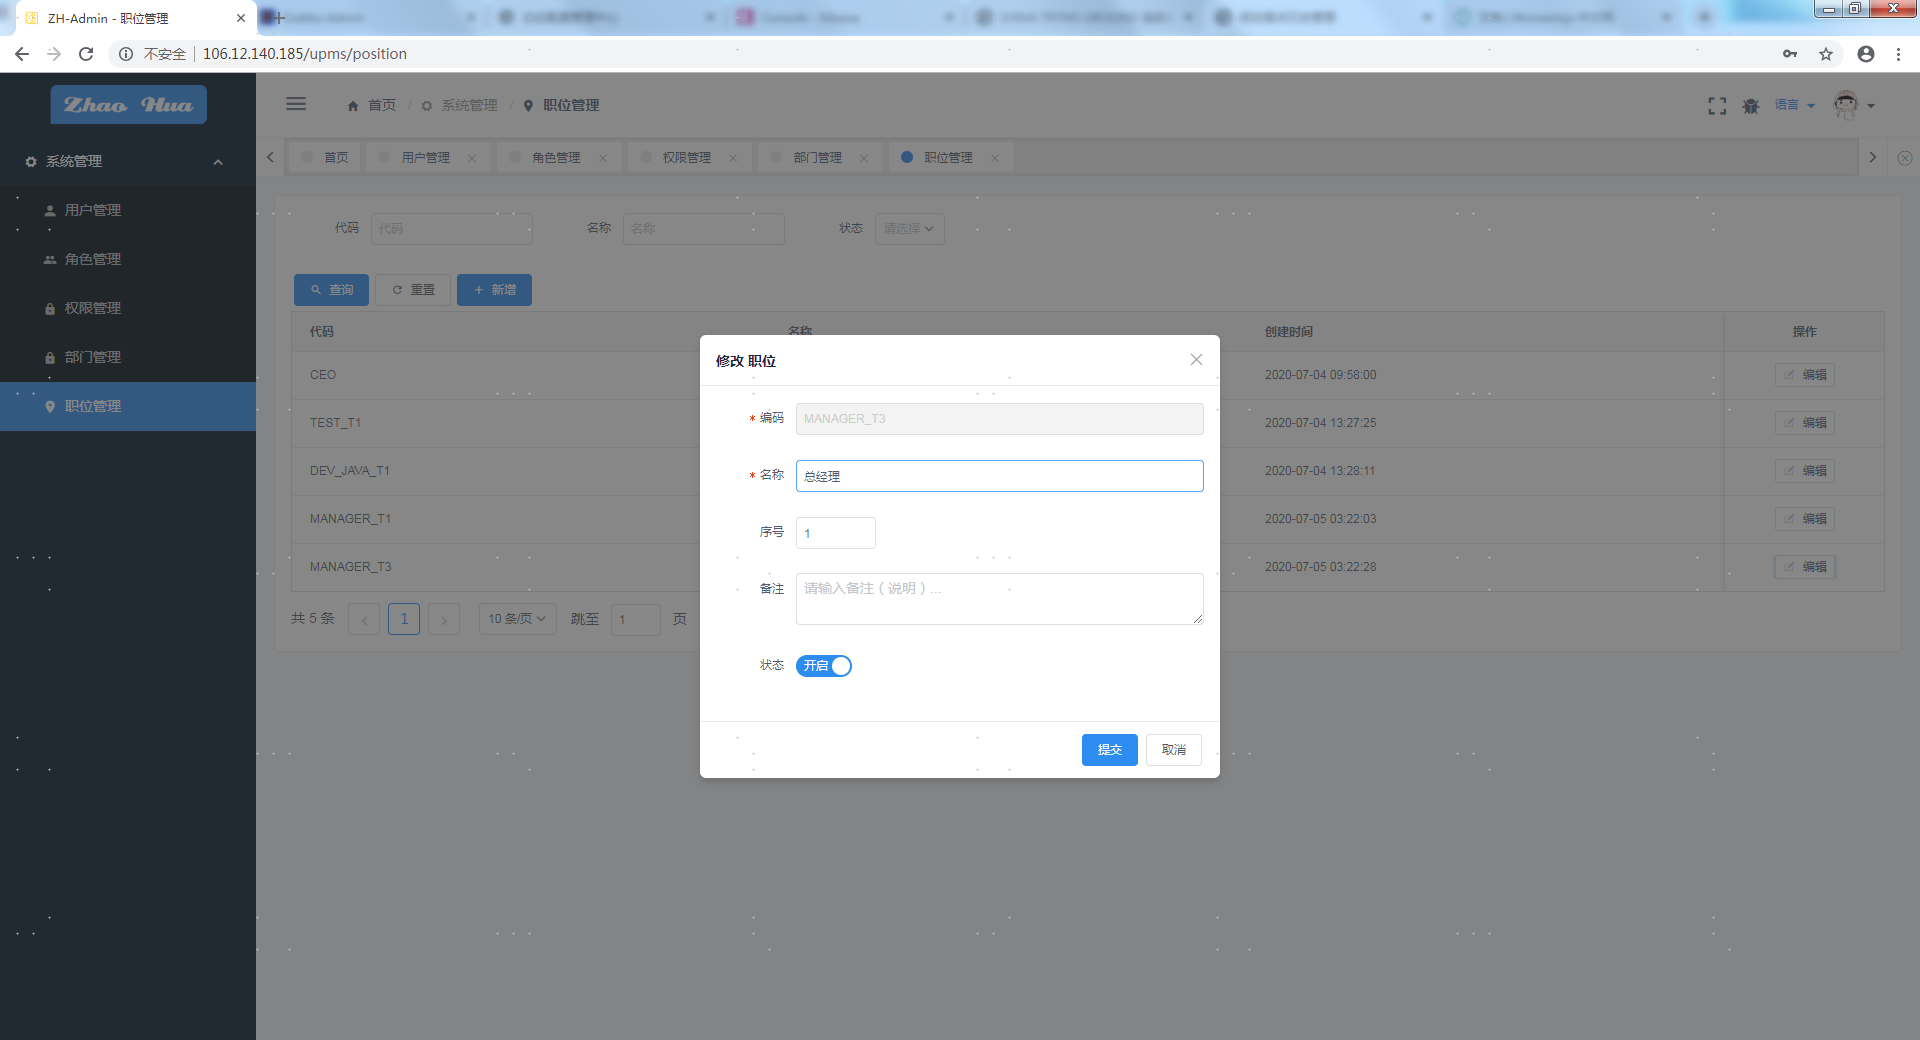 ZH-Admin - 职位管理
不安全 | 106.12.140.185/upms/position
Zhao Hua
首页 / 系统管理 / 职位管理
语言
系统管理
首页 用户管理 角色管理 权限管理 部门管理 职位管理
用户管理
角色管理
权限管理
部门管理
职位管理
代码 代码 名称 名称 状态 请选择
查询 重置 新增
代码 名称 创建时间 操作
CEO 2020-07-04 09:58:00 编辑
TEST_T1 2020-07-04 13:27:25 编辑
DEV_JAVA_T1 2020-07-04 13:28:11 编辑
MANAGER_T1 2020-07-05 03:22:03 编辑
MANAGER_T3 2020-07-05 03:22:28 编辑
共 5 条 1 10 条/页 跳至 1 页
修改 职位
* 编码 MANAGER_T3
* 名称 总经理
序号 1
备注 请输入备注（说明）...
状态 开启
提交 取消